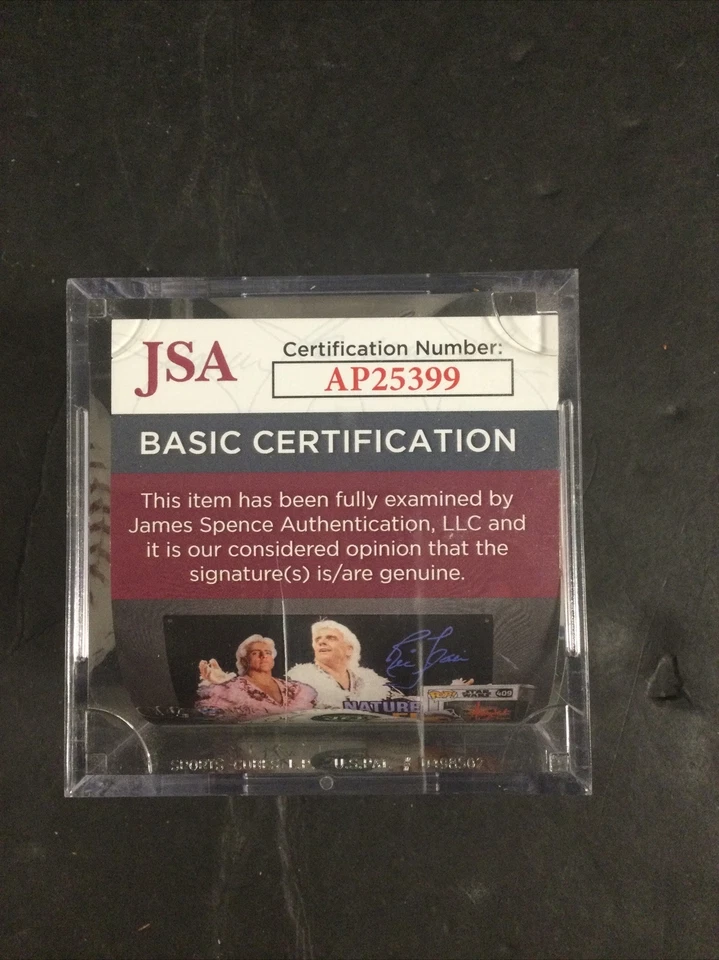 JSA
Certification Number:
AP25399
BASIC CERTIFICATION
This item has been fully examined by
James Spence Authentication, LLC and
it is our considered opinion that the
signature(s) is/are genuine.
NATURE
409